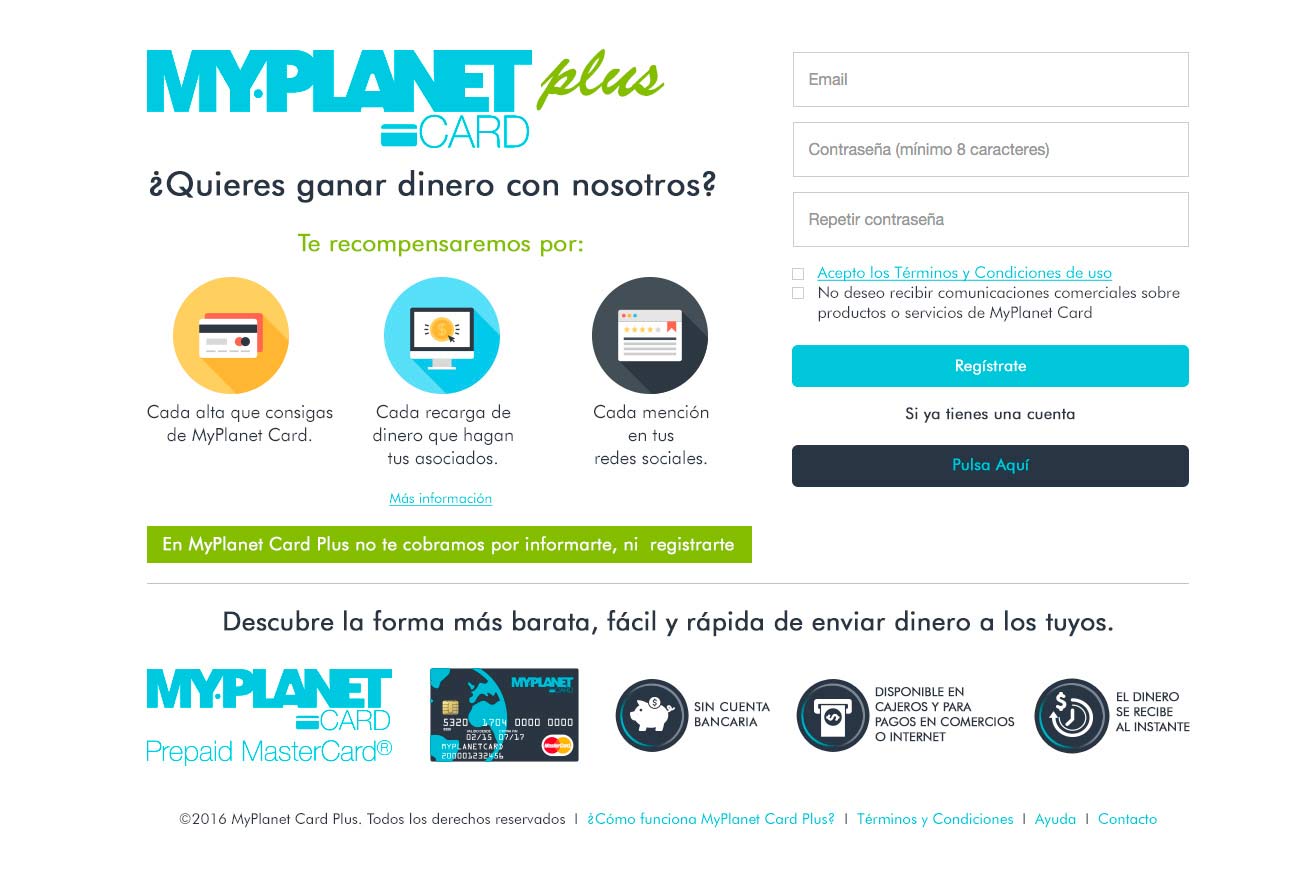 MY·PLANET plus
CARD
¿Quieres ganar dinero con nosotros?
Te recompensaremos por:
Cada alta que consigas
de MyPlanet Card.
Cada recarga de
dinero que hagan
tus asociados.
Cada mención
en tus
redes sociales.
Más información
En MyPlanet Card Plus no te cobramos por informarte, ni  registrarte
Email
Contraseña (mínimo 8 caracteres)
Repetir contraseña
Acepto los Términos y Condiciones de uso
No deseo recibir comunicaciones comerciales sobre
productos o servicios de MyPlanet Card
Regístrate
Si ya tienes una cuenta
Pulsa Aquí
Descubre la forma más barata, fácil y rápida de enviar dinero a los tuyos.
MY·PLANET
CARD
Prepaid MasterCard®
MYPLANET
CARD
5320 1704 0000 0000
02/15 07/17
MYPLANETCARD
200001232456
MasterCard
SIN CUENTA
BANCARIA
DISPONIBLE EN
CAJEROS Y PARA
PAGOS EN COMERCIOS
O INTERNET
EL DINERO
SE RECIBE
AL INSTANTE
©2016 MyPlanet Card Plus. Todos los derechos reservados | ¿Cómo funciona MyPlanet Card Plus? | Términos y Condiciones | Ayuda | Contacto